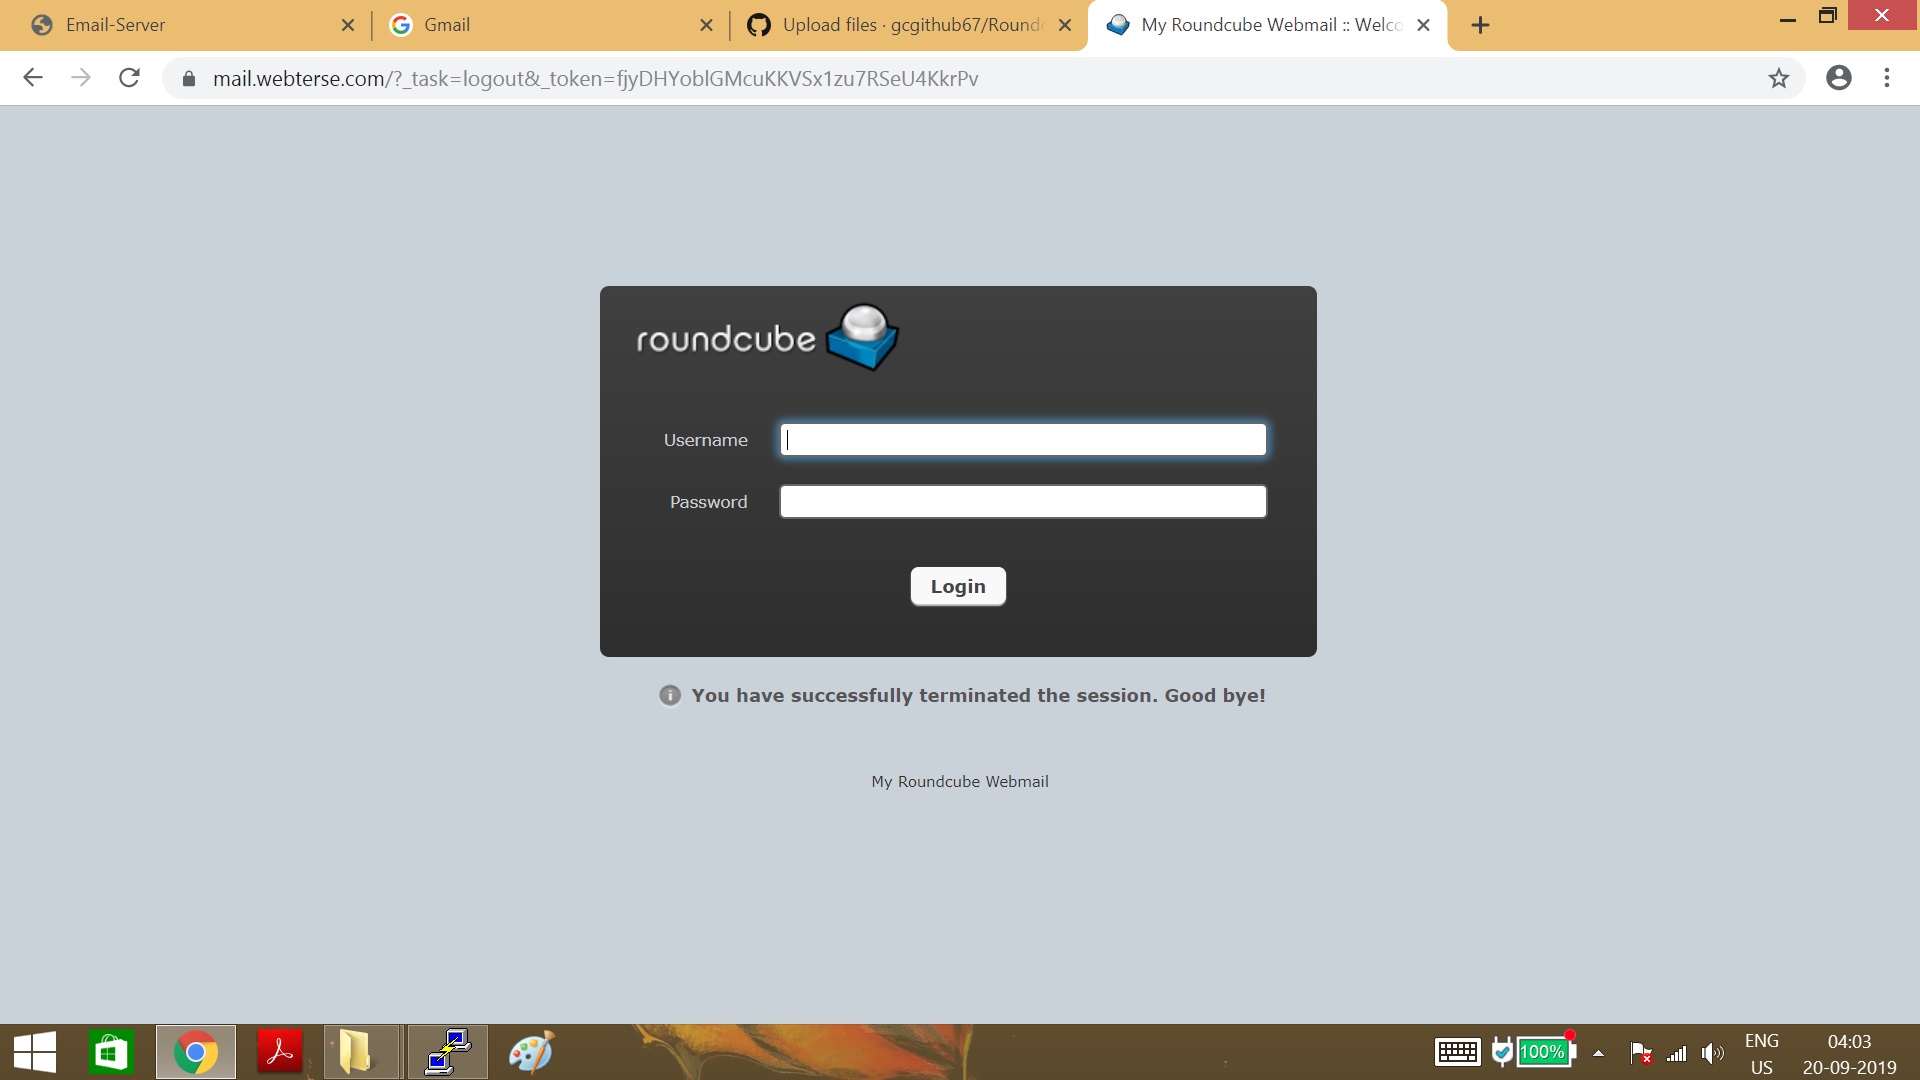 Email-Server
Gmail
Upload files · gcgithub67/Roundc
My Roundcube Webmail :: Welco
mail.webterse.com/?_task=logout&_token=fjyDHYoblGMcuKKVSx1zu7RSeU4KkrPv
roundcube
Username
Password
Login
You have successfully terminated the session. Good bye!
My Roundcube Webmail
100%
ENG
US
04:03
20-09-2019